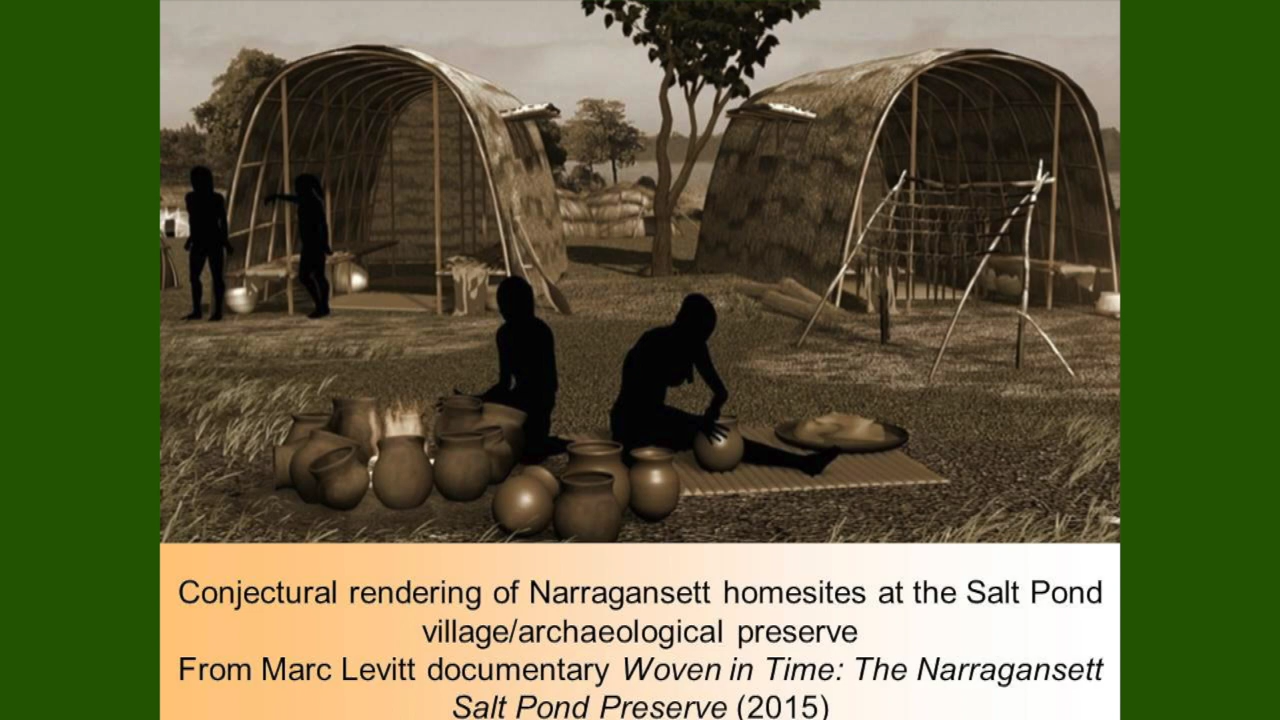 Conjectural rendering of Narragansett homesites at the Salt Pond
village/archaeological preserve
From Marc Levitt documentary Woven in Time: The Narragansett
Salt Pond Preserve (2015)